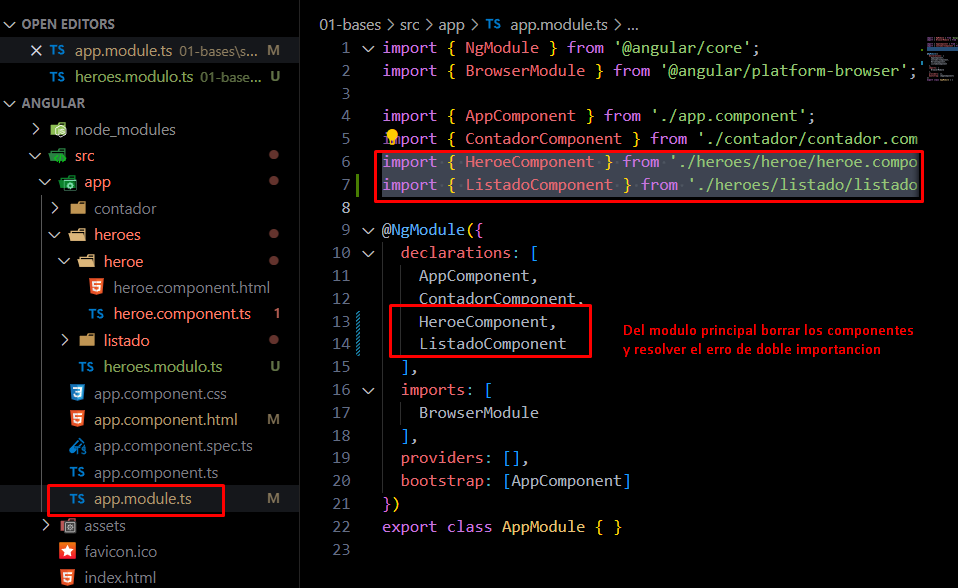 OPEN EDITORS
TS app.module.ts 01-bases\s... M
TS heroes.modulo.ts 01-base... U
ANGULAR
node_modules
src
app
contador
heroes
heroe
heroe.component.html
TS heroe.component.ts 1
listado
TS heroes.modulo.ts U
app.component.css
app.component.html M
app.component.spec.ts
TS app.component.ts
TS app.module.ts M
assets
favicon.ico
index.html
01-bases > src > app > TS app.module.ts > ...
1 import { NgModule } from '@angular/core';
2 import { BrowserModule } from '@angular/platform-browser';
3
4 import { AppComponent } from './app.component';
5 import { ContadorComponent } from './contador/contador.com
6 import { HeroeComponent } from './heroes/heroe/heroe.compo
7 import { ListadoComponent } from './heroes/listado/listado
8
9 @NgModule({
10 declarations: [
11 AppComponent,
12 ContadorComponent,
13 HeroeComponent,
14 ListadoComponent
15 ],
16 imports: [
17 BrowserModule
18 ],
19 providers: [],
20 bootstrap: [AppComponent]
21 })
22 export class AppModule { }
23
Del modulo principal borrar los componentes
y resolver el erro de doble importancion